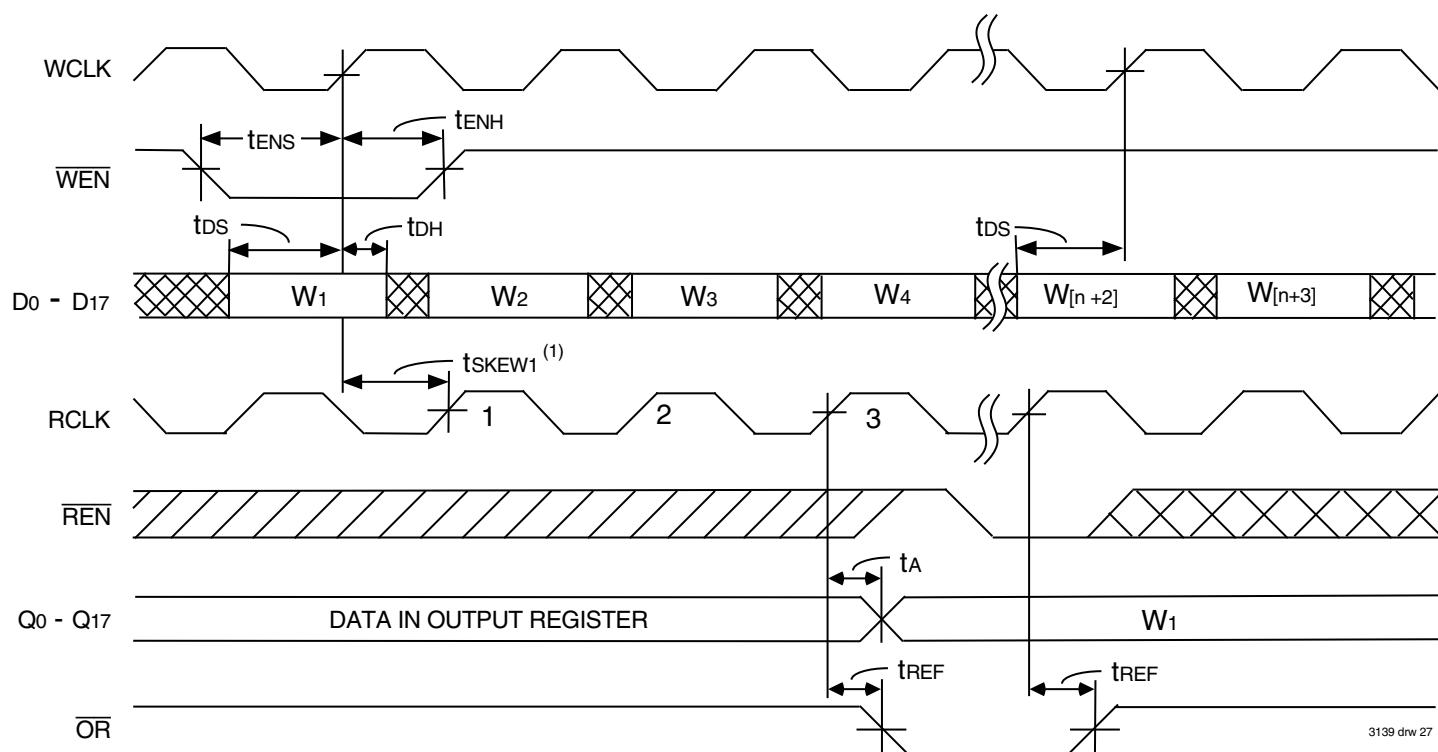 WCLK
tENS
tENH
WEN
tDS
tDH
tDS
D0 - D17
W1
W2
W3
W4
W[n +2]
W[n+3]
tSKEW1 (1)
RCLK
1
2
3
REN
tA
Q0 - Q17
DATA IN OUTPUT REGISTER
W1
tREF
tREF
OR
3139 drw 27